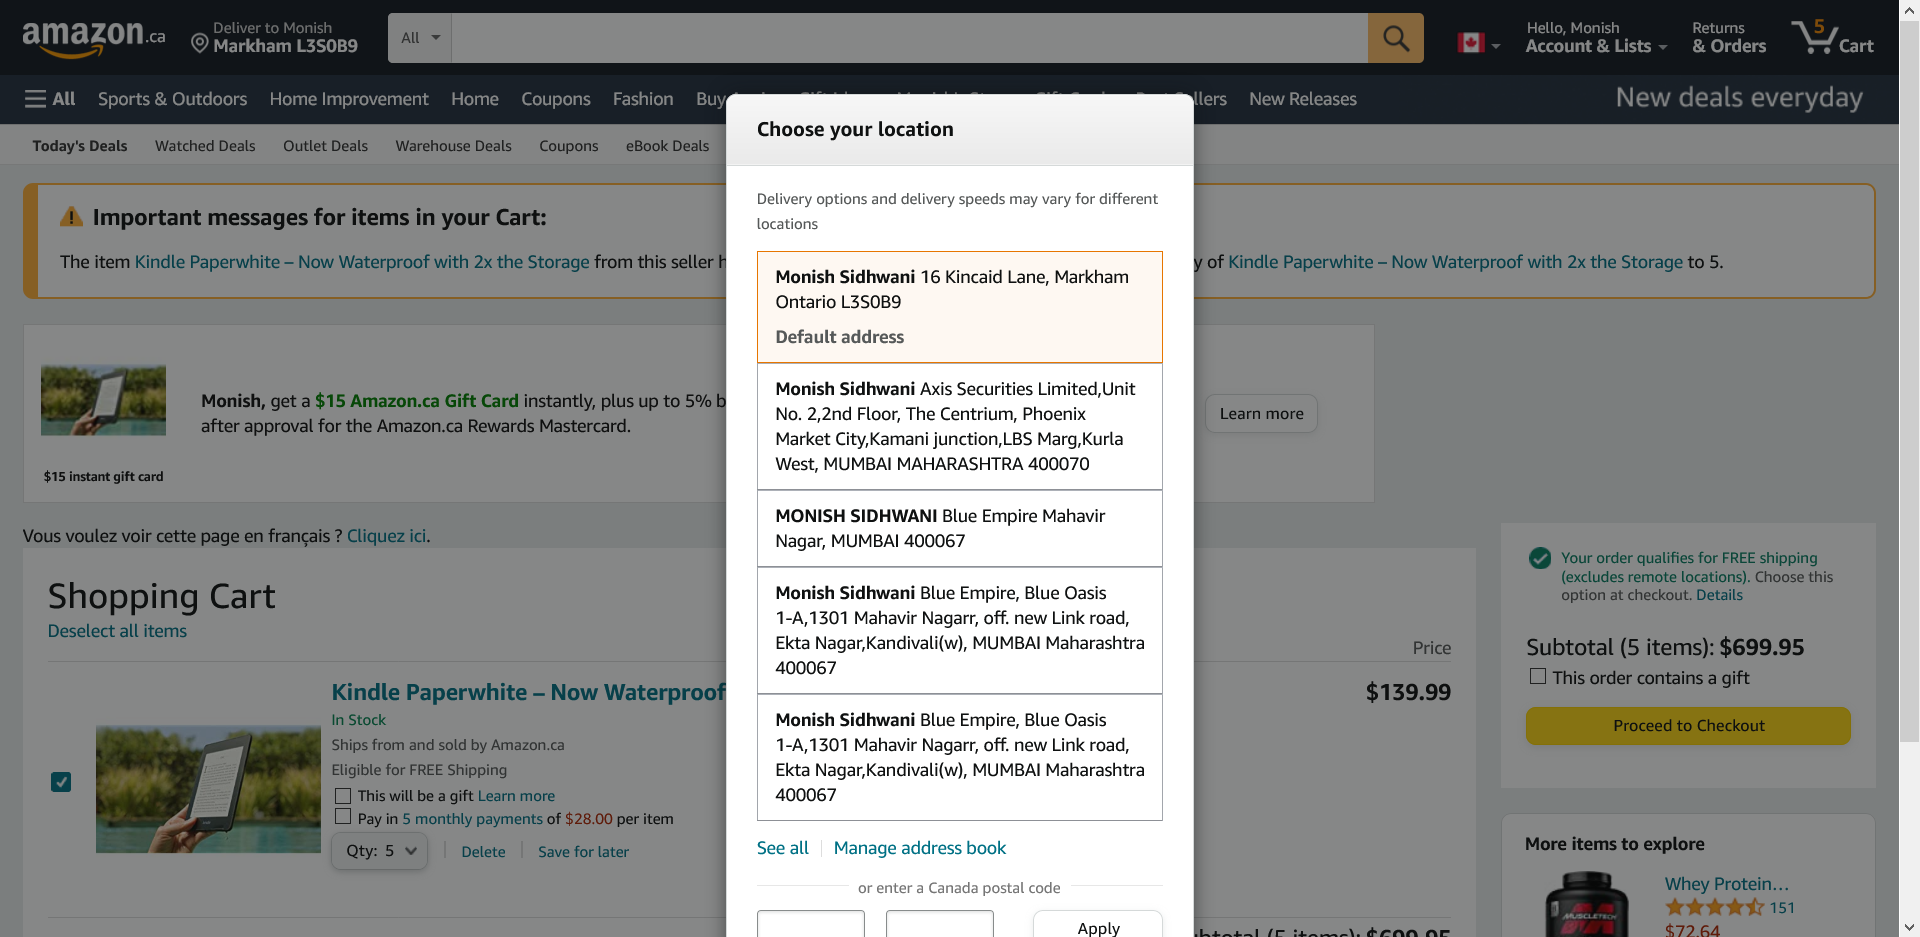 amazon.ca
Deliver to Monish
Markham L3S0B9
All
Hello, Monish
Account & Lists
Returns
& Orders
5
Cart
All
Sports & Outdoors
Home Improvement
Home
Coupons
Fashion
Buy
New Releases
New deals everyday
Today's Deals
Watched Deals
Outlet Deals
Warehouse Deals
Coupons
eBook Deals
Important messages for items in your Cart:
The item Kindle Paperwhite – Now Waterproof with 2x the Storage from this seller
of Kindle Paperwhite – Now Waterproof with 2x the Storage to 5.
Monish, get a $15 Amazon.ca Gift Card instantly, plus up to 5%
after approval for the Amazon.ca Rewards Mastercard.
$15 instant gift card
Learn more
Vous voulez voir cette page en français ? Cliquez ici.
Shopping Cart
Deselect all items
Price
Kindle Paperwhite – Now Waterproof
$139.99
In Stock
Ships from and sold by Amazon.ca
Eligible for FREE Shipping
This will be a gift Learn more
Pay in 5 monthly payments of $28.00 per item
Qty: 5
Delete
Save for later
Choose your location
Delivery options and delivery speeds may vary for different
locations
Monish Sidhwani 16 Kincaid Lane, Markham
Ontario L3S0B9
Default address
Monish Sidhwani Axis Securities Limited,Unit
No. 2,2nd Floor, The Centrium, Phoenix
Market City,Kamani junction,LBS Marg,Kurla
West, MUMBAI MAHARASHTRA 400070
MONISH SIDHWANI Blue Empire Mahavir
Nagar, MUMBAI 400067
Monish Sidhwani Blue Empire, Blue Oasis
1-A,1301 Mahavir Nagarr, off. new Link road,
Ekta Nagar,Kandivali(w), MUMBAI Maharashtra
400067
Monish Sidhwani Blue Empire, Blue Oasis
1-A,1301 Mahavir Nagarr, off. new Link road,
Ekta Nagar,Kandivali(w), MUMBAI Maharashtra
400067
See all
Manage address book
or enter a Canada postal code
Apply
(5 items): $699.95
Your order qualifies for FREE shipping
(excludes remote locations). Choose this
option at checkout. Details
Subtotal (5 items): $699.95
This order contains a gift
Proceed to Checkout
More items to explore
MUSCLETECH
Whey Protein…
151
$72.64